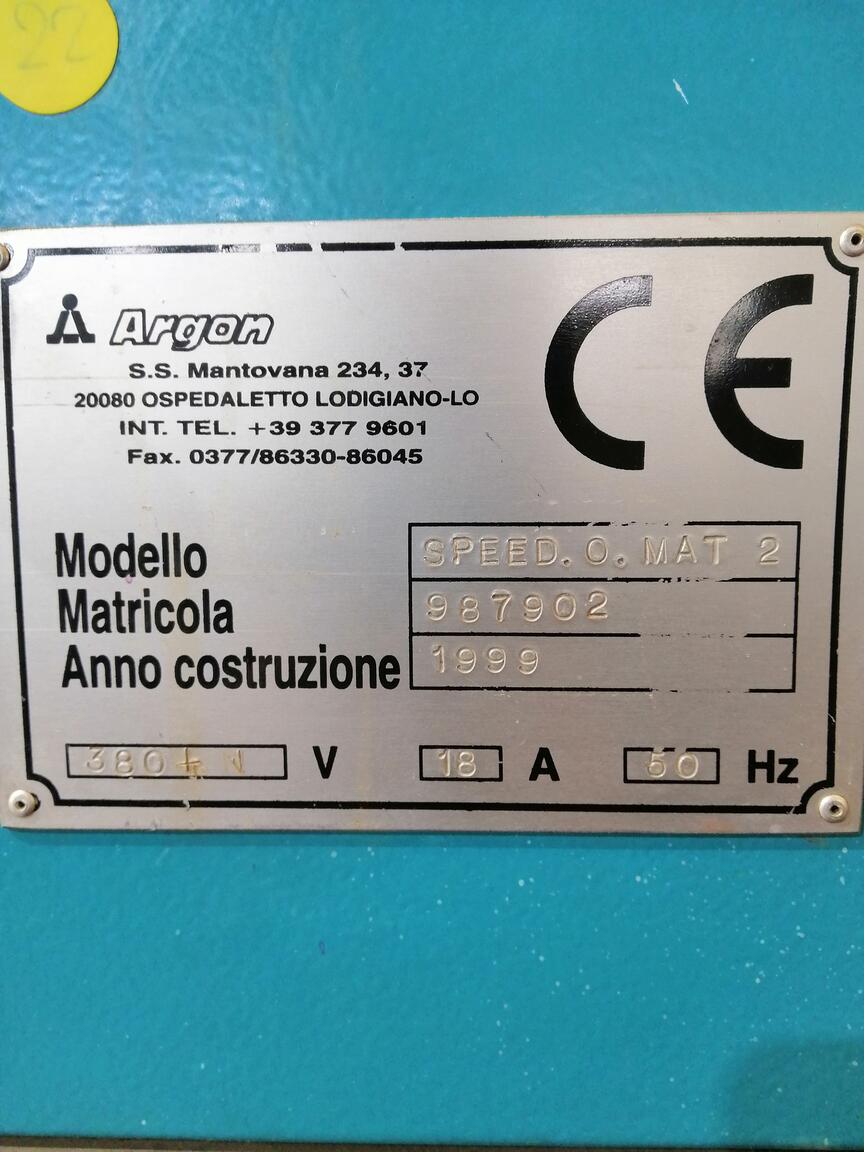 22
Argon
S.S. Mantovana 234, 37
20080 OSPEDALETTO LODIGIANO-LO
INT. TEL. +39 377 9601
Fax. 0377/86330-86045
CE
Modello SPEED.O.MAT 2
Matricola 987902
Anno costruzione 1999
380+N V 18 A 50 Hz